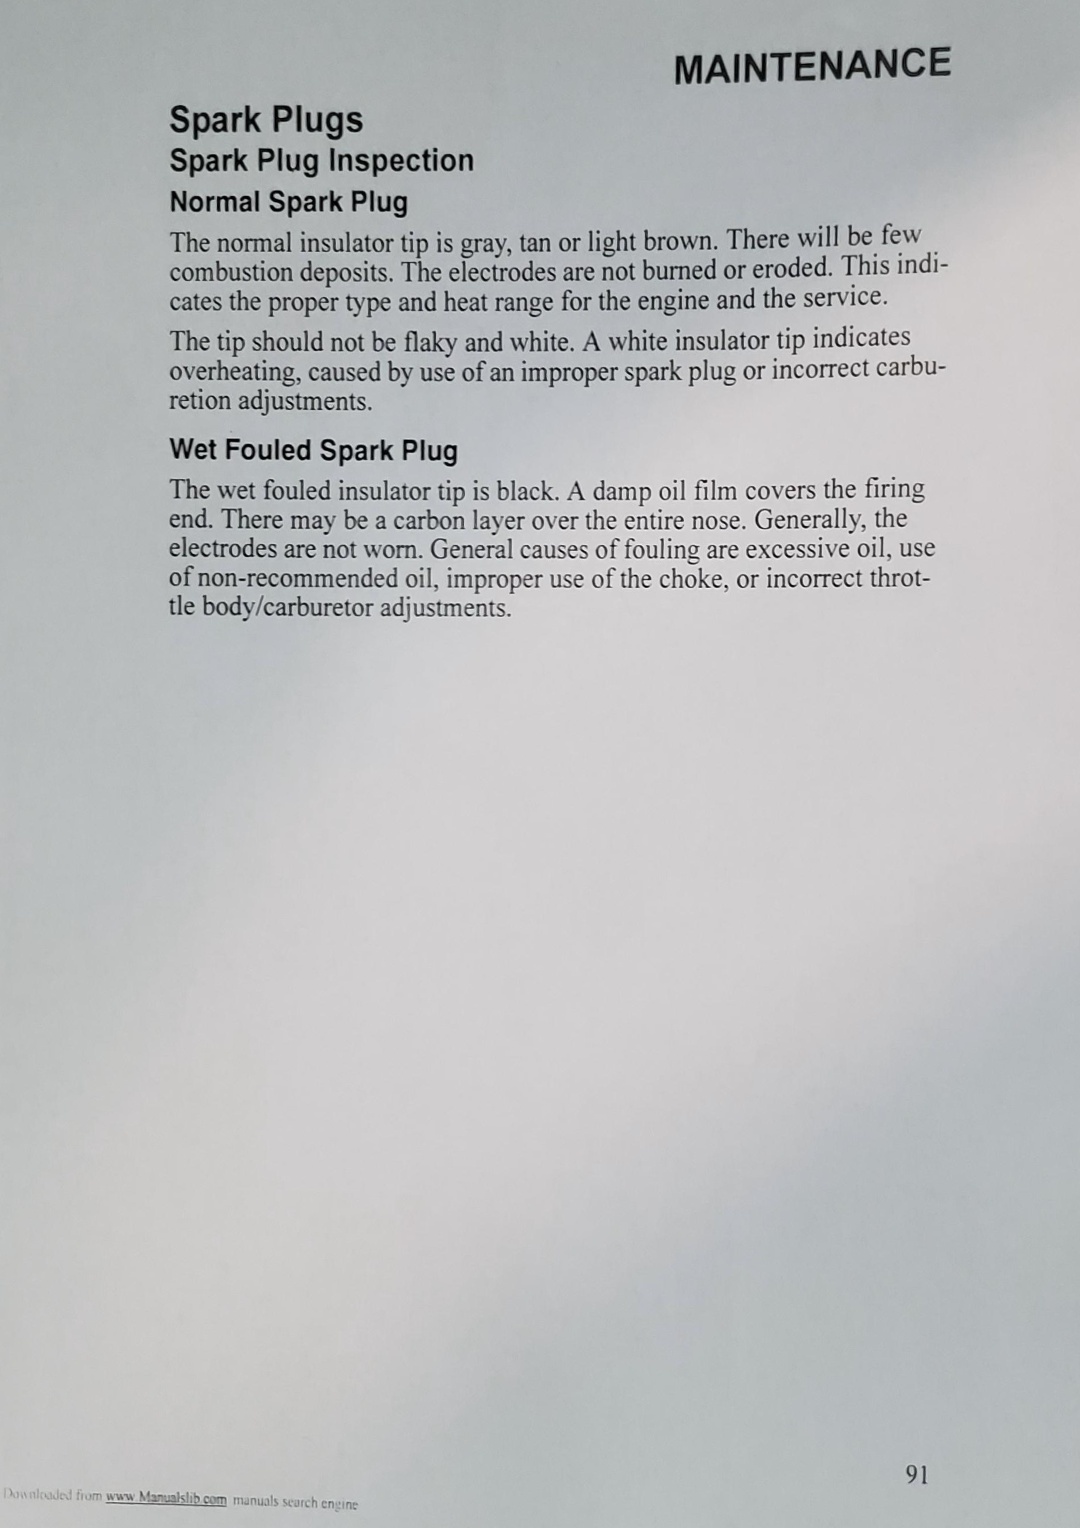 MAINTENANCE
Spark Plugs
Spark Plug Inspection
Normal Spark Plug
The normal insulator tip is gray, tan or light brown. There will be few
combustion deposits. The electrodes are not burned or eroded. This indi-
cates the proper type and heat range for the engine and the service.
The tip should not be flaky and white. A white insulator tip indicates
overheating, caused by use of an improper spark plug or incorrect carbu-
retion adjustments.
Wet Fouled Spark Plug
The wet fouled insulator tip is black. A damp oil film covers the firing
end. There may be a carbon layer over the entire nose. Generally, the
electrodes are not worn. General causes of fouling are excessive oil, use
of non-recommended oil, improper use of the choke, or incorrect throt-
tle body/carburetor adjustments.
91
Downloaded from www.Manualslib.com manuals search engine